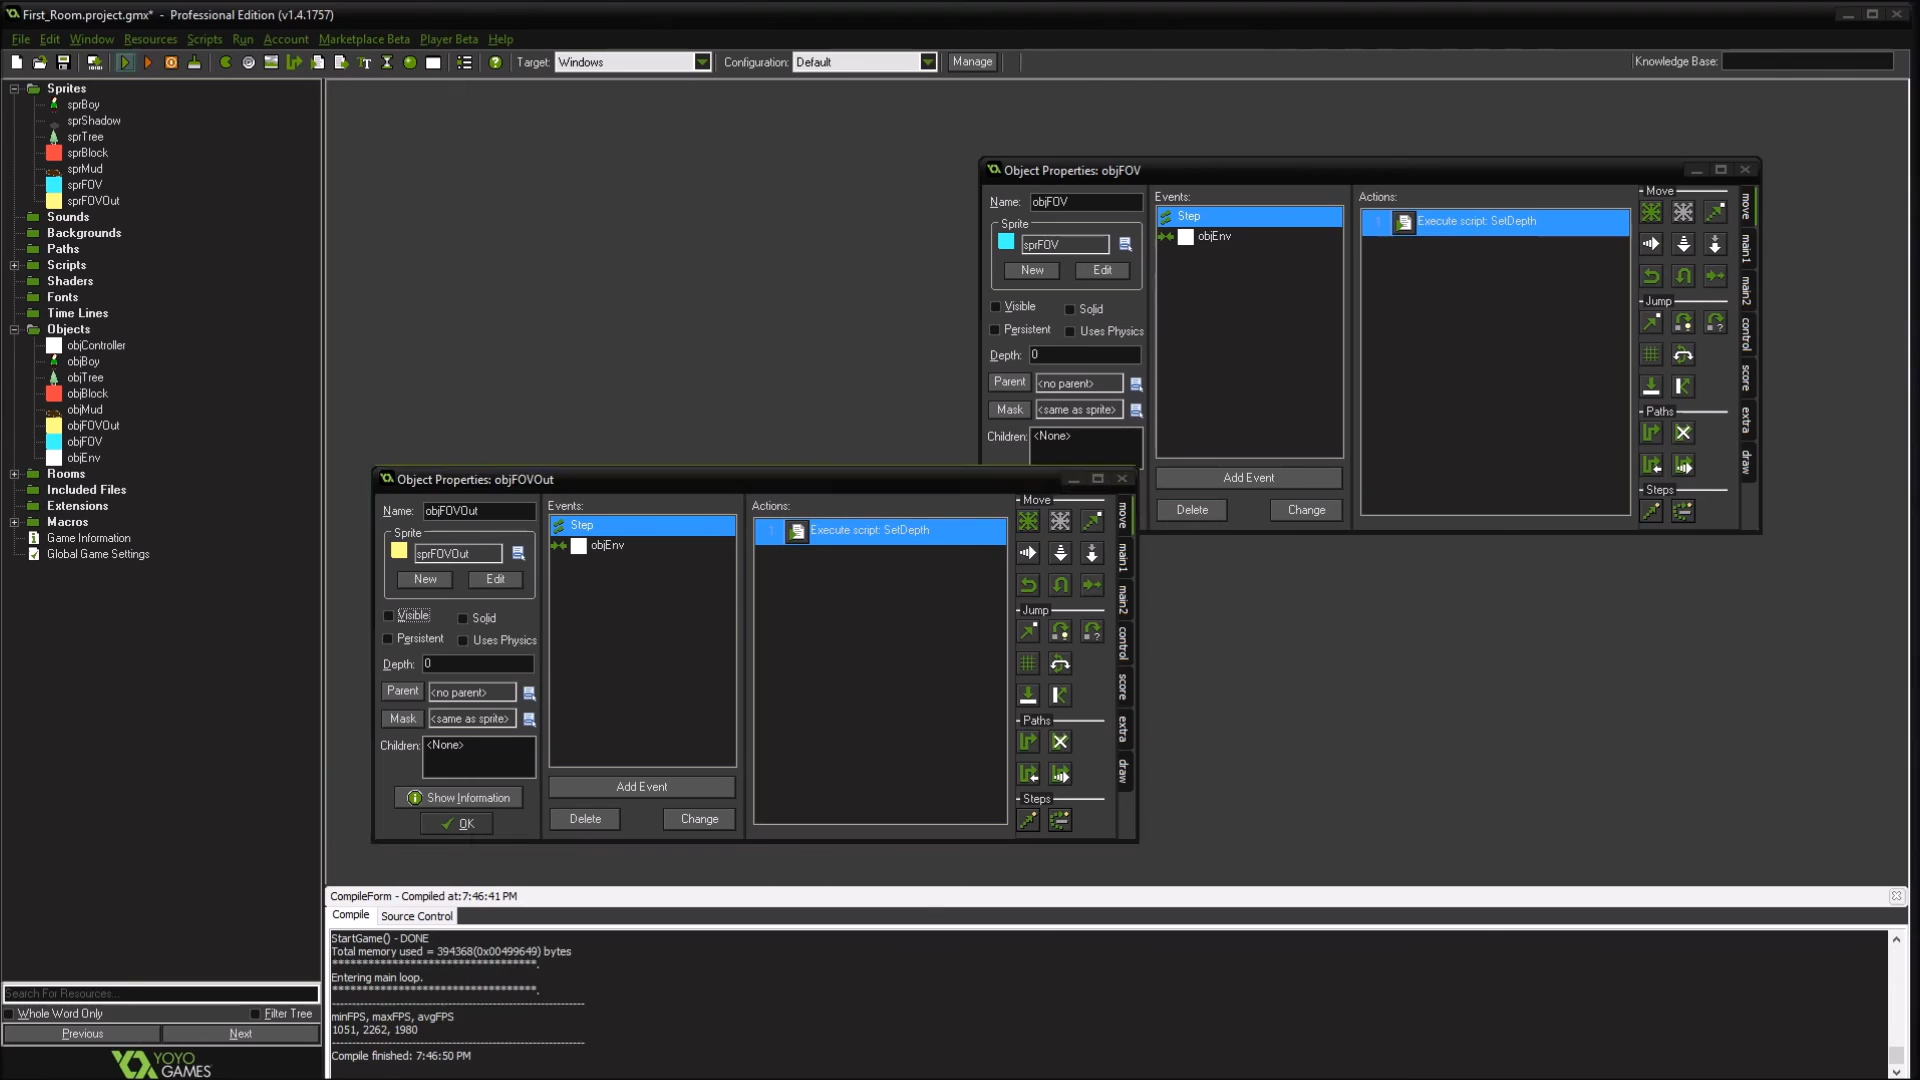 First_Room.project.gmx* - Professional Edition (v1.4.1757)
File Edit Window Resources Scripts Run Account Marketplace Beta Player Beta Help
Target: Windows Configuration: Default Manage Knowledge Base:
Sprites
sprBoy
sprShadow
sprTree
sprBlock
sprMud
sprFOV
sprFOVOut
Sounds
Backgrounds
Paths
Scripts
Shaders
Fonts
Time Lines
Objects
objController
objBoy
objTree
objBlock
objMud
objFOVOut
objFOV
objEnv
Rooms
Included Files
Extensions
Macros
Game Information
Global Game Settings
Search For Resources...
Whole Word Only Filter Tree
Previous Next
YOYO
GAMES
Object Properties: objFOV
Name: objFOV
Sprite
sprFOV
New Edit
Visible Solid
Persistent Uses Physics
Depth: 0
Parent <no parent>
Mask <same as sprite>
Children: <None>
Events:
Step
objEnv
Add Event
Delete Change
Actions:
1 Execute script: SetDepth
Move
Jump
Paths
Steps
move
main1
main2
control
score
extra
draw
Object Properties: objFOVOut
Name: objFOVOut
Sprite
sprFOVOut
New Edit
Visible Solid
Persistent Uses Physics
Depth: 0
Parent <no parent>
Mask <same as sprite>
Children: <None>
Show Information
OK
Events:
Step
objEnv
Add Event
Delete Change
Actions:
1 Execute script: SetDepth
Move
Jump
Paths
Steps
move
main1
main2
control
score
extra
draw
CompileForm - Compiled at:7:46:41 PM
Compile Source Control
StartGame() - DONE
Total memory used = 394368(0x00499649) bytes
***********************************.
Entering main loop.
***********************************.
minFPS, maxFPS, avgFPS
1051, 2262, 1980
Compile finished: 7:46:50 PM